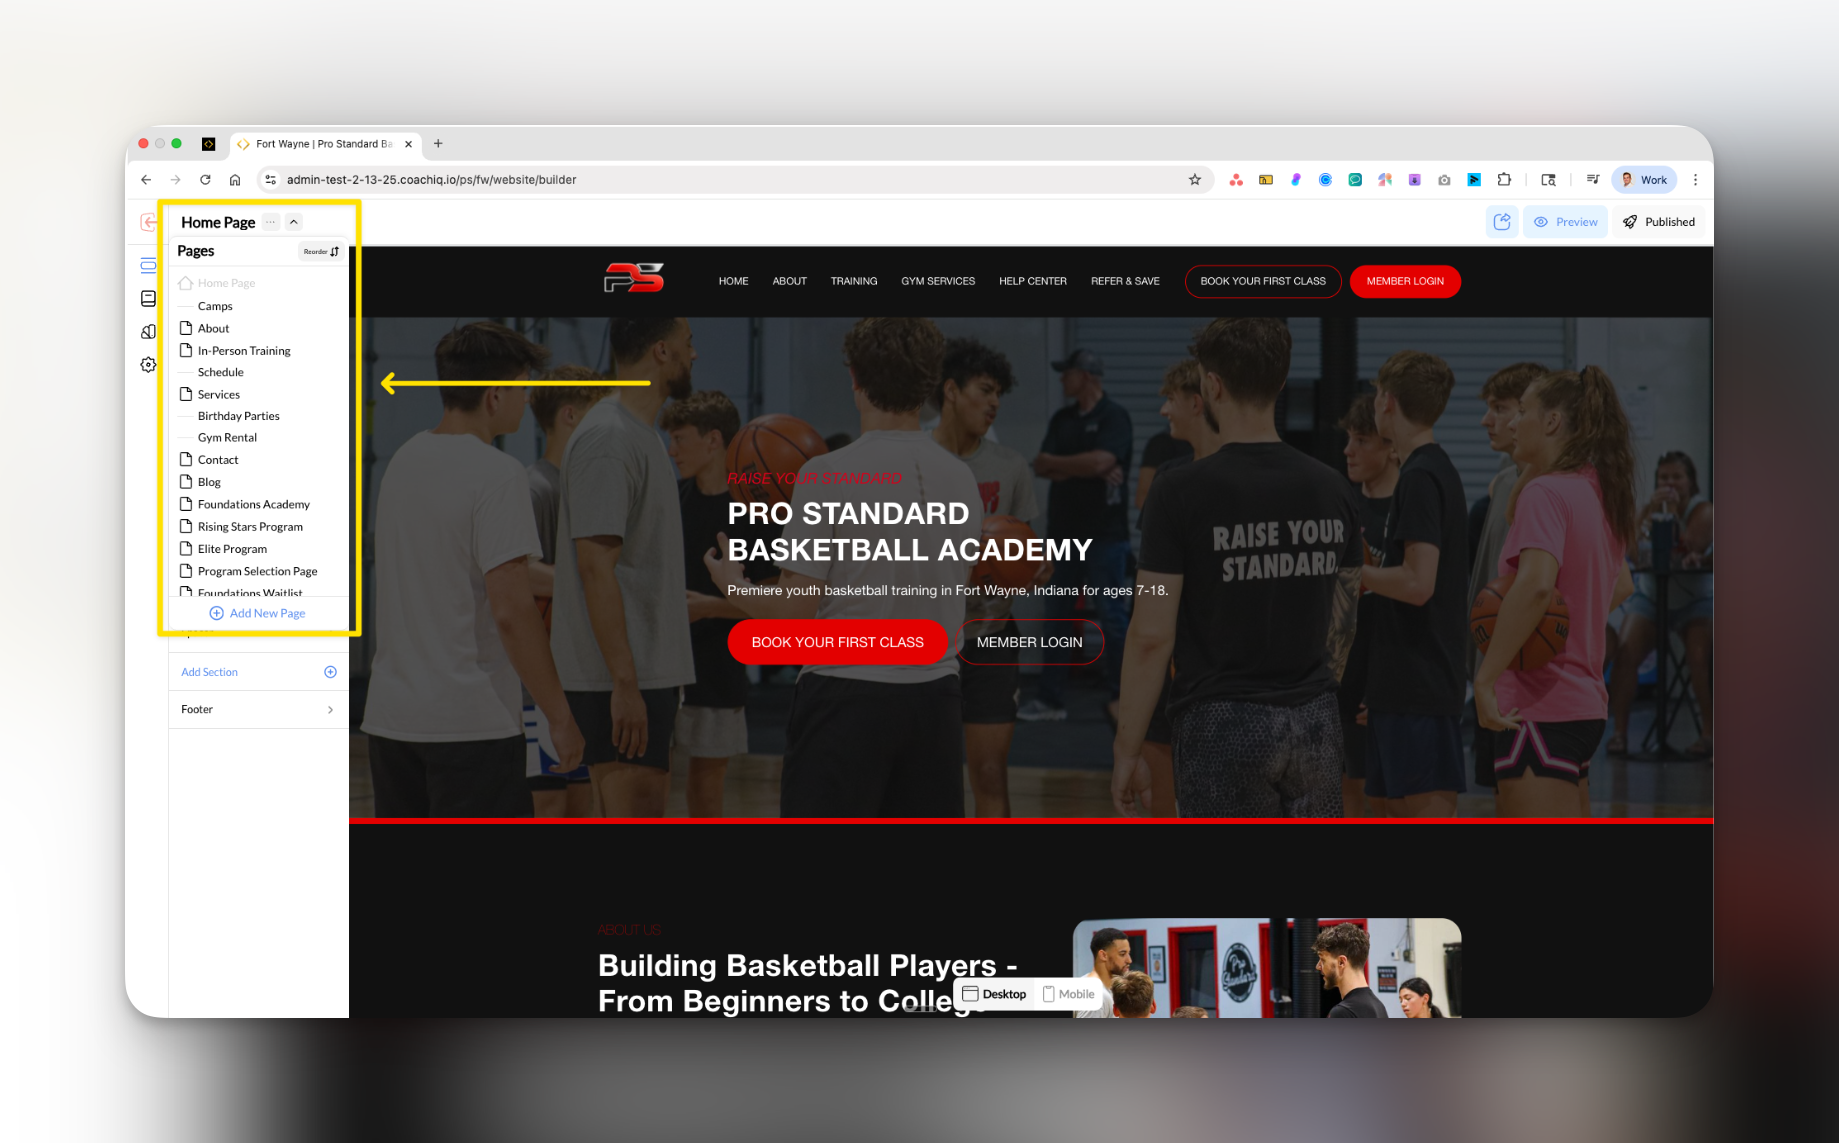 Fort Wayne | Pro Standard Ba
admin-test-2-13-25.coachiq.io/ps/fw/website/builder
Work
Home Page
Preview
Published
Pages
Reorder
Home Page
Camps
About
In-Person Training
Schedule
Services
Birthday Parties
Gym Rental
Contact
Blog
Foundations Academy
Rising Stars Program
Elite Program
Program Selection Page
Foundations Waitlist
Add New Page
Add Section
Footer
PS
HOME
ABOUT
TRAINING
GYM SERVICES
HELP CENTER
REFER & SAVE
BOOK YOUR FIRST CLASS
MEMBER LOGIN
RAISE YOUR STANDARD
PRO STANDARD
BASKETBALL ACADEMY
Premiere youth basketball training in Fort Wayne, Indiana for ages 7-18.
BOOK YOUR FIRST CLASS
MEMBER LOGIN
RAISE YOUR
STANDARD.
ABOUT US
Building Basketball Players -
From Beginners to College
Pro
Standard
Desktop
Mobile